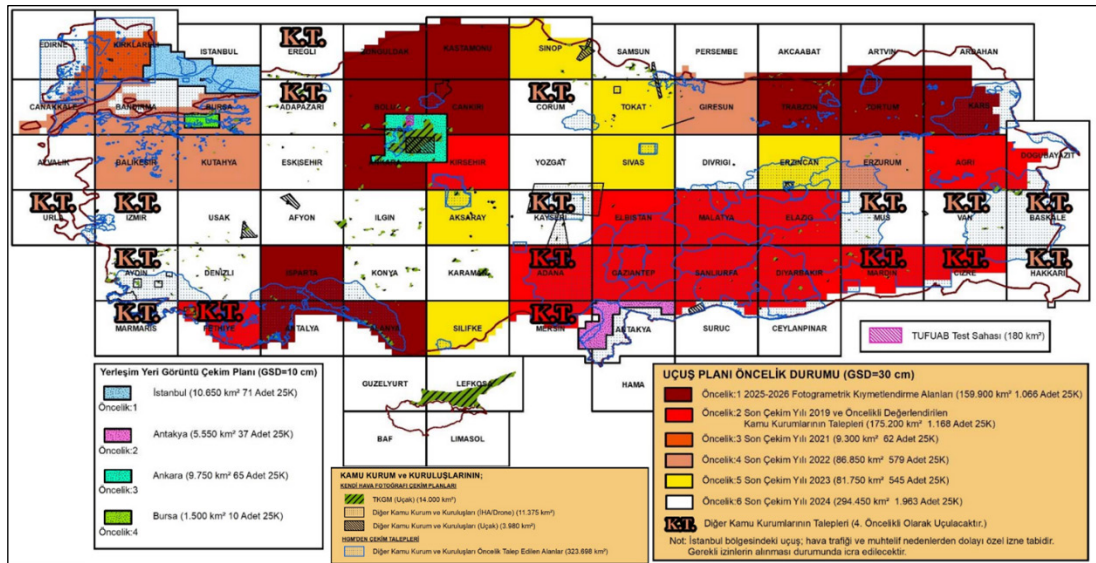 K.T.
EDİRNE KIRKLARELİ İSTANBUL EREĞLİ ZONGULDAK KASTAMONU SİNOP SAMSUN PERSEMBE AKCAABAT ARTVIN ARDAHAN
K.T. K.T.
CANAKKALE BANDIRMA BURSA ADAPAZARI BOLU CANKIRI CORUM TOKAT GIRESUN TRABZON TORTUM KARS
AYVALIK BALIKESIR KUTAHYA ESKISEHIR ANKARA KIRSEHIR YOZGAT SIVAS DIVRIGI ERZINCAN ERZURUM AGRI DOGUBAYAZIT
K.T. K.T. K.T. K.T. K.T. K.T.
URLA IZMIR USAK AFYON ILGIN AKSARAY KAYSERI ELBISTAN MALATYA ELAZIG MUS VAN BASKALE
K.T. K.T. K.T. K.T. K.T.
AYDIN DENIZLI ISPARTA KONYA KARAMAN ADANA GAZIANTEP SANLIURFA DIYARBAKIR MARDIN CIZRE HAKKARI
K.T. K.T. K.T.
MARMARIS FETHIYE ANTALYA ALANYA SILIFKE MERSIN ANTAKYA SURUC CEYLANPINAR
TUFUAB Test Sahası (180 km²)
GUZELYURT LEFKOSA HAMA
BAF LIMASOL
Yerleşim Yeri Görüntü Çekim Planı (GSD=10 cm)
İstanbul (10.650 km² 71 Adet 25K)
Öncelik:1
Antakya (5.550 km² 37 Adet 25K)
Öncelik:2
Ankara (9.750 km² 65 Adet 25K)
Öncelik:3
Bursa (1.500 km² 10 Adet 25K)
Öncelik:4
KAMU KURUM ve KURULUŞLARININ;
KENDİ HAVA FOTOĞRAFI ÇEKİM PLANLARI
TKGM (Uçak) (14.000 km²)
Diğer Kamu Kurum ve Kuruluşları (İHA/Drone) (11.375 km²)
Diğer Kamu Kurum ve Kuruluşları (Uçak) (3.980 km²)
HGM'DEN ÇEKİM TALEPLERİ
Diğer Kamu Kurum ve Kuruluşları Öncelik Talep Edilen Alanlar (323.698 km²)
UÇUŞ PLANI ÖNCELİK DURUMU (GSD=30 cm)
Öncelik:1 2025-2026 Fotogrametrik Kıymetlendirme Alanları (159.900 km² 1.066 Adet 25K)
Öncelik:2 Son Çekim Yılı 2019 ve Öncelikli Değerlendirilen
Kamu Kurumlarının Talepleri (175.200 km² 1.168 Adet 25K)
Öncelik:3 Son Çekim Yılı 2021 (9.300 km² 62 Adet 25K)
Öncelik:4 Son Çekim Yılı 2022 (86.850 km² 579 Adet 25K)
Öncelik:5 Son Çekim Yılı 2023 (81.750 km² 545 Adet 25K)
Öncelik:6 Son Çekim Yılı 2024 (294.450 km² 1.963 Adet 25K)
K.T. Diğer Kamu Kurumlarının Talepleri (4. Öncelikli Olarak Uçulacaktır.)
Not: İstanbul bölgesindeki uçuş; hava trafiği ve muhtelif nedenlerden dolayı özel izne tabidir.
Gerekli izinlerin alınması durumunda icra edilecektir.